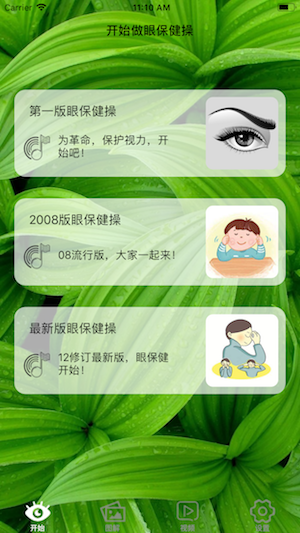 Carrier 11:10 AM
开始做眼保健操
第一版眼保健操
为革命，保护视力，开
始吧！
2008版眼保健操
08流行版，大家一起来！
最新版眼保健操
12修订最新版，眼保健
开始！
开始 图解 视频 设置